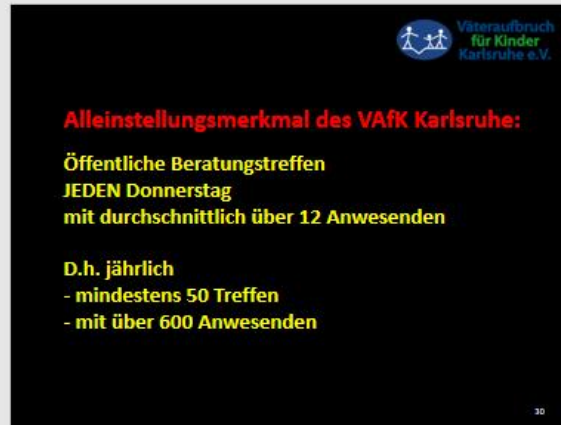 Väteraufbruch
für Kinder
Karlsruhe e.V.
Alleinstellungsmerkmal des VAfK Karlsruhe:
Öffentliche Beratungstreffen
JEDEN Donnerstag
mit durchschnittlich über 12 Anwesenden
D.h. jährlich
- mindestens 50 Treffen
- mit über 600 Anwesenden
30